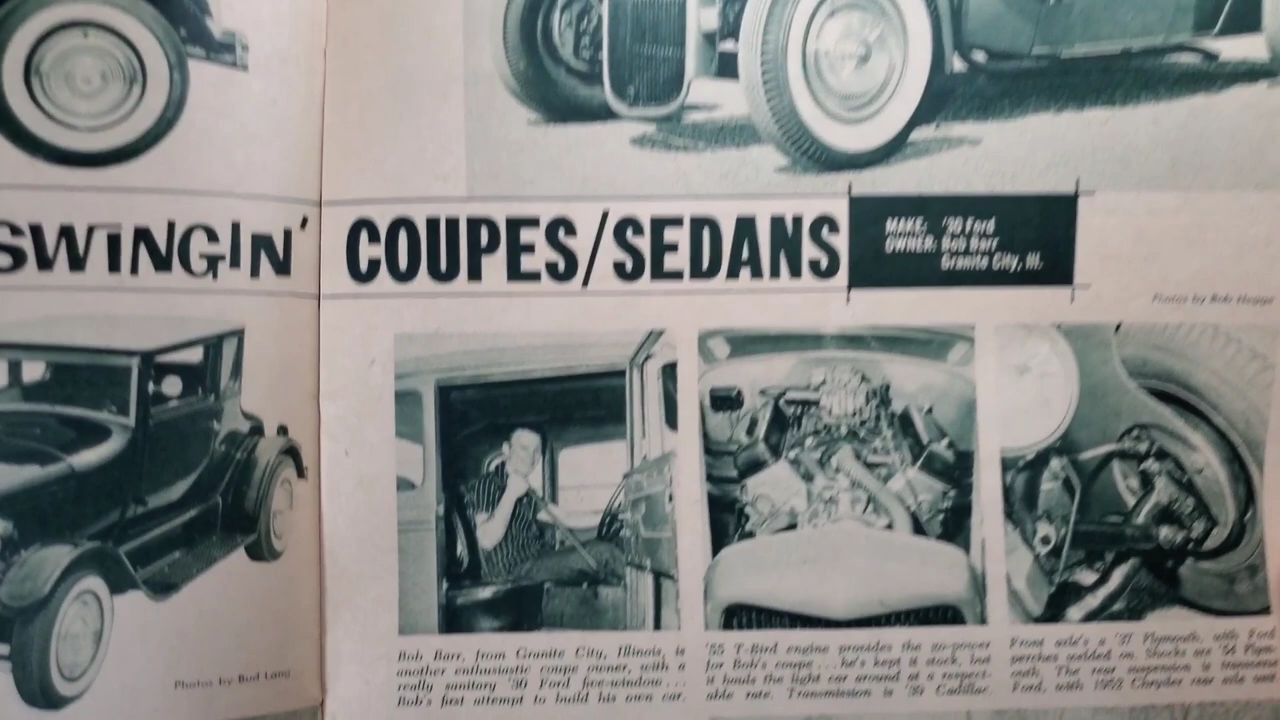 SWINGIN' COUPES/SEDANS
MAKE: '30 Ford
OWNER: Bob Barr
Granite City, Ill.
Photos by Bob Hegge
Photos by Bud Lang
Bob Barr, from Granite City, Illinois, is
another enthusiastic coupe owner, with a
really sanitary '30 Ford five-window...
Bob's first attempt to build his own car.
'55 T-Bird engine provides the go-power
for Bob's coupe...he's kept it stock, but
it hauls the light car around at a respect-
able rate. Transmission is '39 Cadillac.
Front axle's a '37 Plymouth, with Ford
perches welded on. Shocks are '54 Plym-
outh. The rear suspension is transverse
Ford, with 1952 Chrysler rear axle unit.